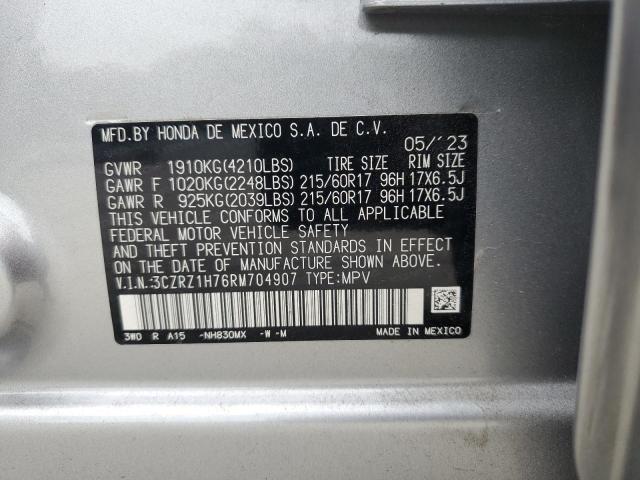 MFD.BY HONDA DE MEXICO S.A. DE C.V. 05/'23
GVWR 1910KG(4210LBS) TIRE SIZE RIM SIZE
GAWR F 1020KG(2248LBS) 215/60R17 96H 17X6.5J
GAWR R 925KG(2039LBS) 215/60R17 96H 17X6.5J
THIS VEHICLE CONFORMS TO ALL APPLICABLE
FEDERAL MOTOR VEHICLE SAFETY
AND THEFT PREVENTION STANDARDS IN EFFECT
ON THE DATE OF MANUFACTURE SHOWN ABOVE.
V.I.N.:3CZRZ1H76RM704907 TYPE:MPV
3W0 R A15 -NH830MX -W -M MADE IN MEXICO